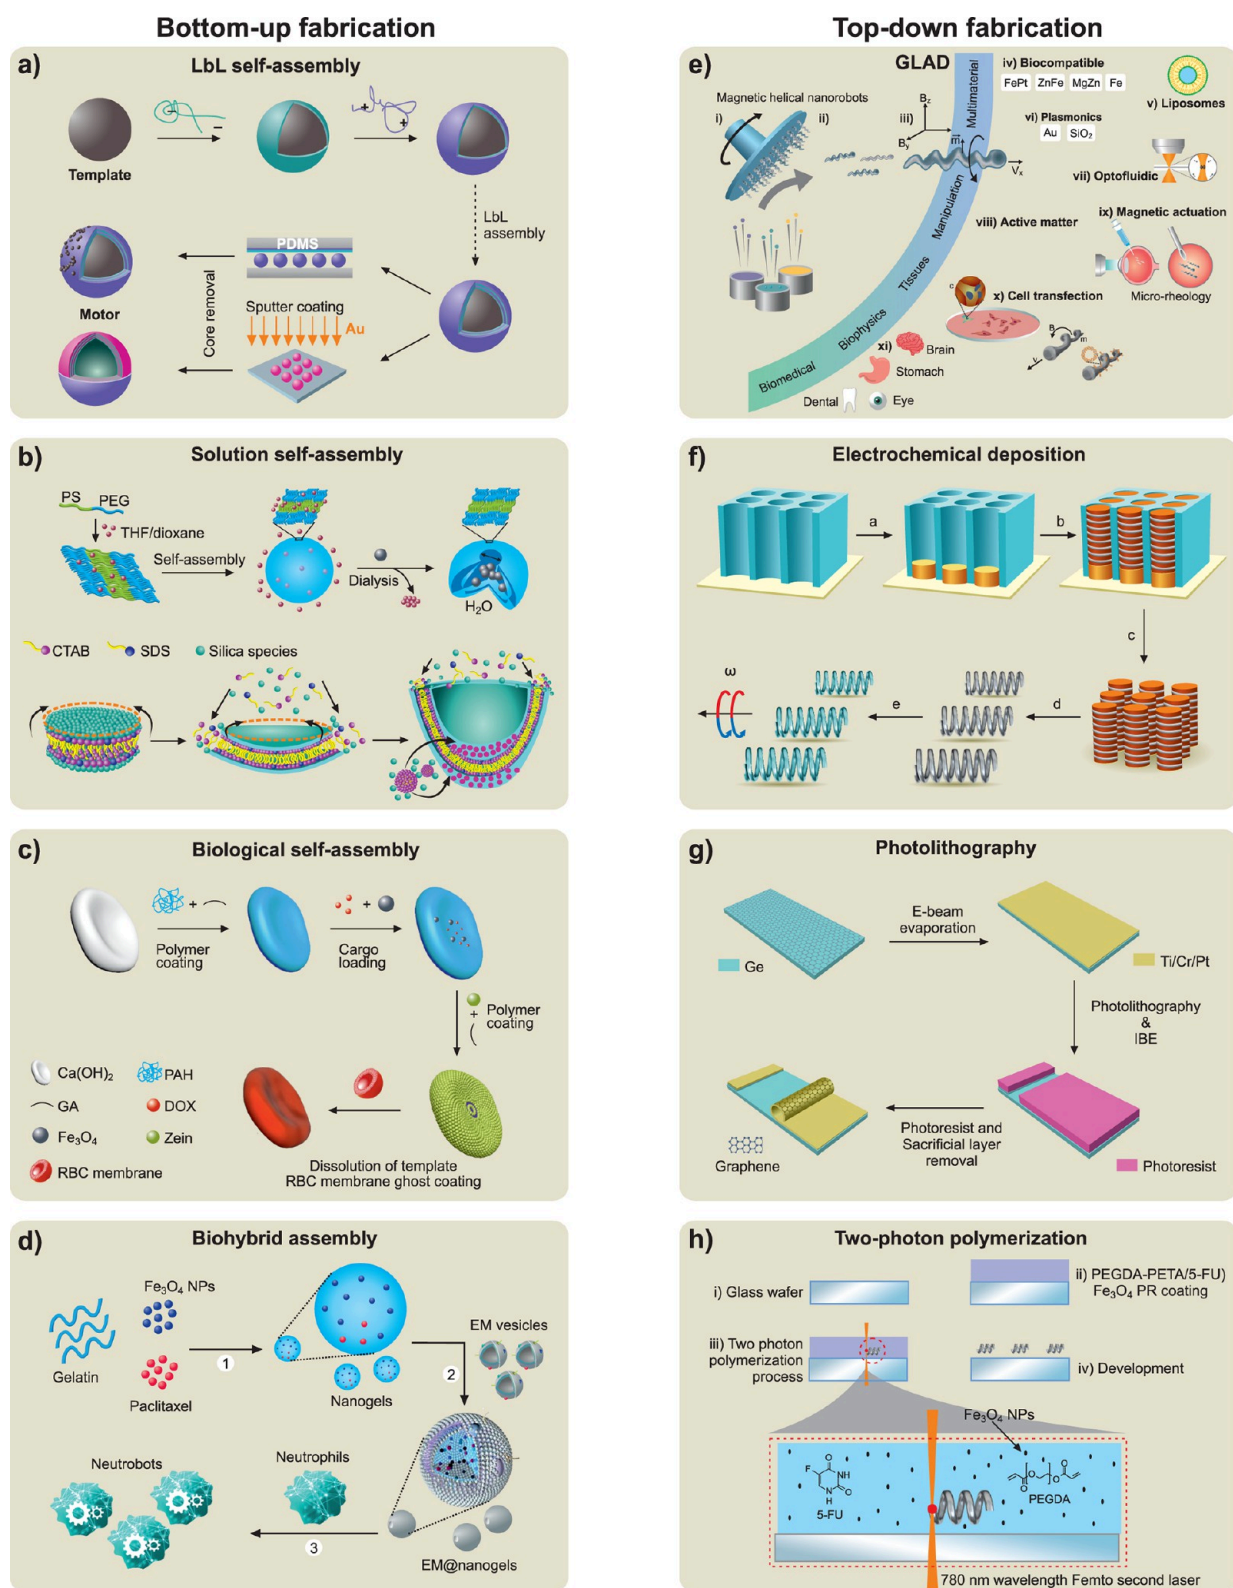 Bottom-up fabrication
a)
LbL self-assembly
−
−
+
+
Template
LbL
assembly
PDMS
Core removal
Motor
Sputter coating
Au
b)
Solution self-assembly
PS
PEG
THF/dioxane
Self-assembly
Dialysis
H₂O
CTAB
SDS
Silica species
c)
Biological self-assembly
+
+
Polymer
coating
Cargo
loading
+
Polymer
coating
Ca(OH)₂
PAH
GA
DOX
Fe₃O₄
Zein
RBC membrane
Dissolution of template
RBC membrane ghost coating
d)
Biohybrid assembly
Fe₃O₄ NPs
Gelatin
Paclitaxel
1
Nanogels
2
EM vesicles
Neutrobots
Neutrophils
3
EM@nanogels
Top-down fabrication
e)
GLAD
Magnetic helical nanorobots
i)
ii)
iii)
B_z
B_y
m
V_x
Multimaterial
Manipulation
Tissues
Biophysics
Biomedical
iv) Biocompatible
FePt
ZnFe
MgZn
Fe
v) Liposomes
vi) Plasmonics
Au
SiO₂
vii) Optofluidic
viii) Active matter
ix) Magnetic actuation
Micro-rheology
x) Cell transfection
B
m
xi)
Brain
Stomach
Dental
Eye
f)
Electrochemical deposition
a
b
c
d
e
ω
g)
Photolithography
E-beam
evaporation
Ge
Ti/Cr/Pt
Photolithography
&
IBE
Photoresist and
Sacrificial layer
removal
Graphene
Photoresist
h)
Two-photon polymerization
i) Glass wafer
ii) PEGDA-PETA/5-FU)
Fe₃O₄ PR coating
iii) Two photon
polymerization
process
iv) Development
Fe₃O₄ NPs
F
O
NH
N
H
O
5-FU
O
O
O
O
PEGDA
780 nm wavelength Femto second laser